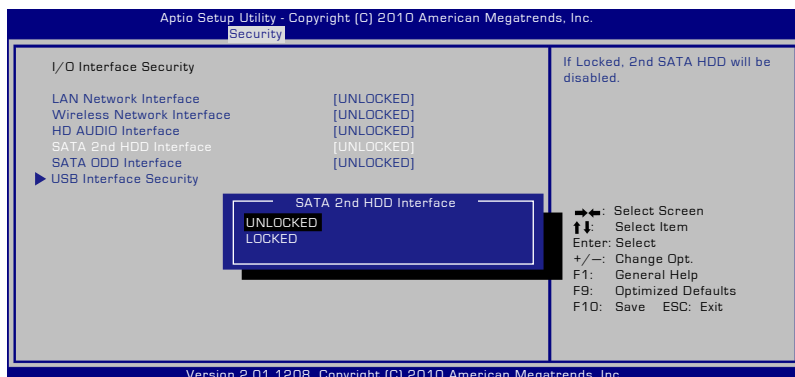 Aptio Setup Utility - Copyright (C) 2010 American Megatrends, Inc.
Security
I/O Interface Security
LAN Network Interface [UNLOCKED]
Wireless Network Interface [UNLOCKED]
HD AUDIO Interface [UNLOCKED]
SATA 2nd HDD Interface [UNLOCKED]
SATA ODD Interface [UNLOCKED]
USB Interface Security
SATA 2nd HDD Interface
UNLOCKED
LOCKED
If Locked, 2nd SATA HDD will be
disabled.
→←: Select Screen
↑↓: Select Item
Enter: Select
+/—: Change Opt.
F1: General Help
F9: Optimized Defaults
F10: Save ESC: Exit
Version 2.01.1208. Copyright (C) 2010 American Megatrends, Inc.